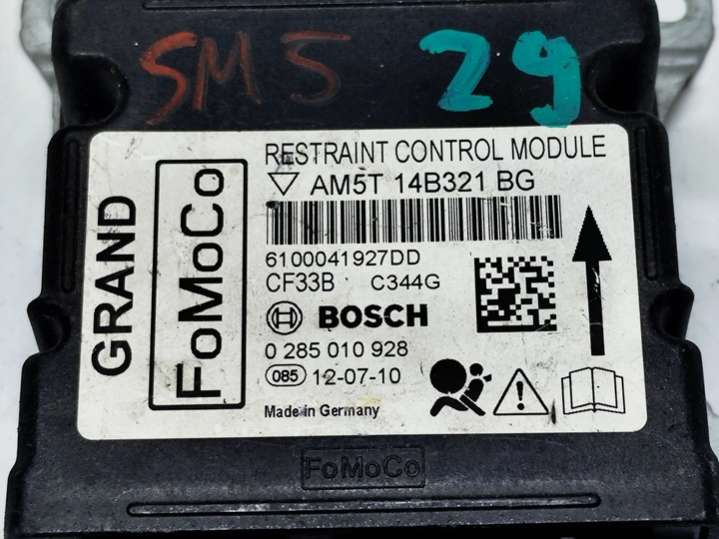 SM5 29
GRAND
FoMoCo
RESTRAINT CONTROL MODULE
AM5T 14B321 BG
6100041927DD
CF33B C344G
BOSCH
0 285 010 928
085 12-07-10
Made in Germany
FoMoCo